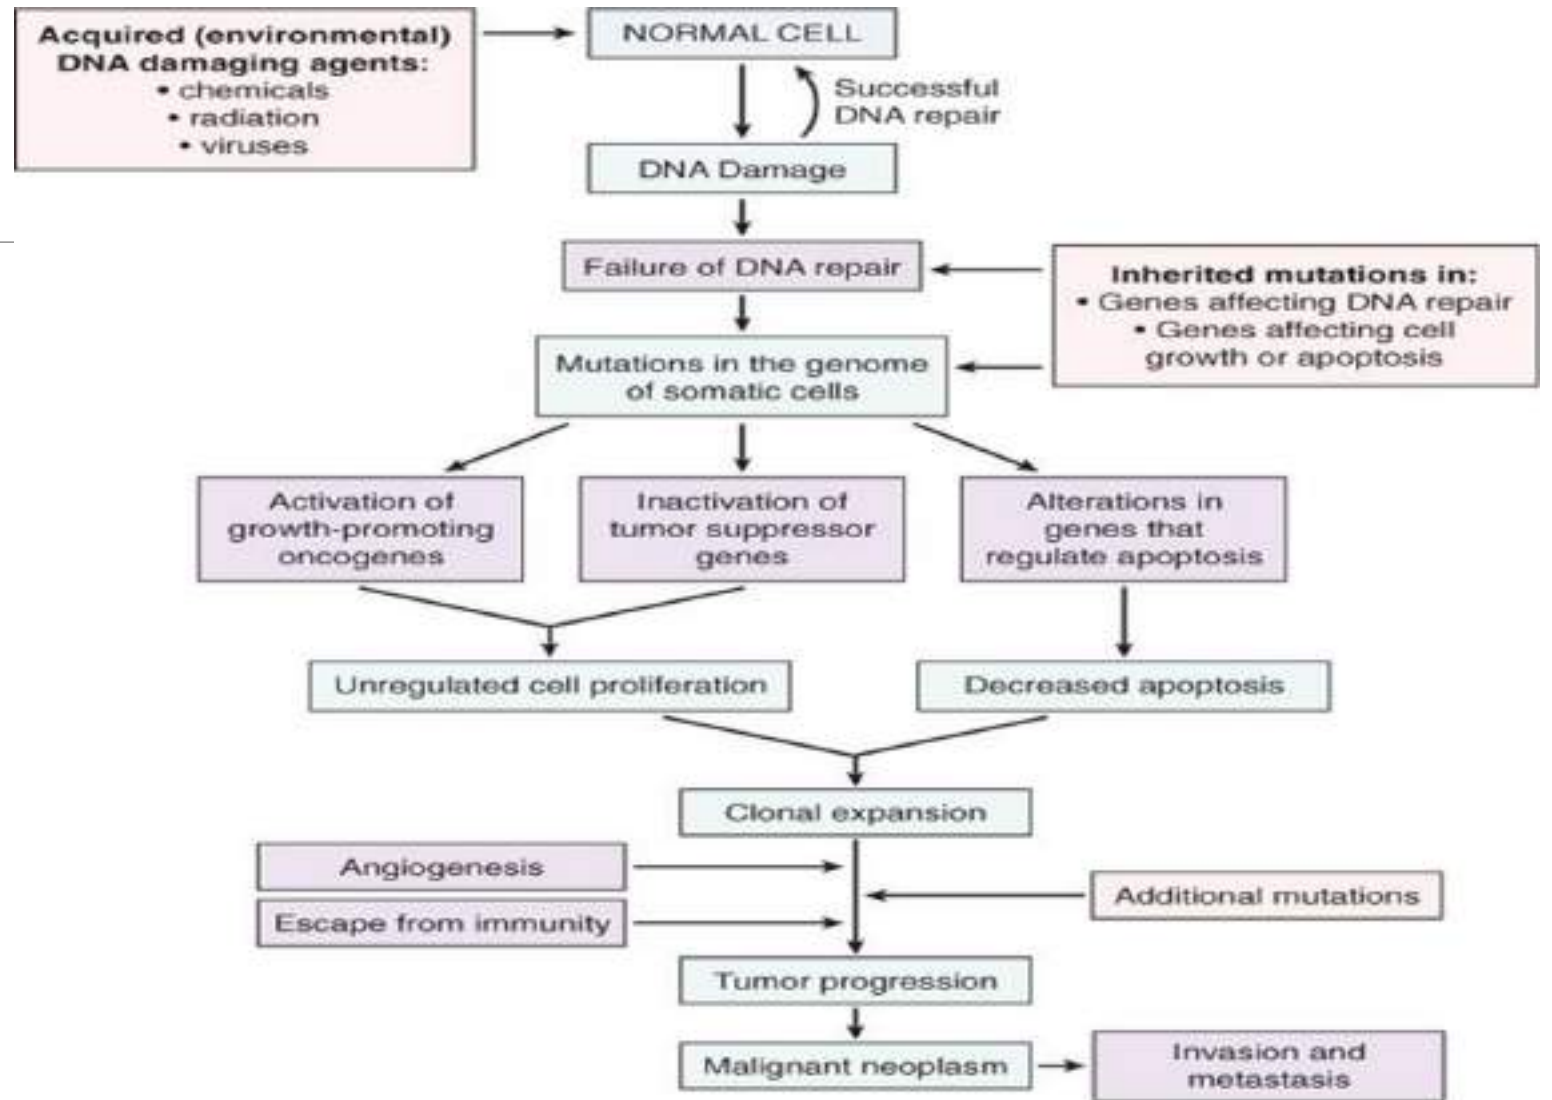 Acquired (environmental)
DNA damaging agents:
• chemicals
• radiation
• viruses
NORMAL CELL
Successful
DNA repair
DNA Damage
Failure of DNA repair
Inherited mutations in:
• Genes affecting DNA repair
• Genes affecting cell
growth or apoptosis
Mutations in the genome
of somatic cells
Activation of
growth-promoting
oncogenes
Inactivation of
tumor suppressor
genes
Alterations in
genes that
regulate apoptosis
Unregulated cell proliferation
Decreased apoptosis
Clonal expansion
Angiogenesis
Additional mutations
Escape from immunity
Tumor progression
Malignant neoplasm
Invasion and
metastasis